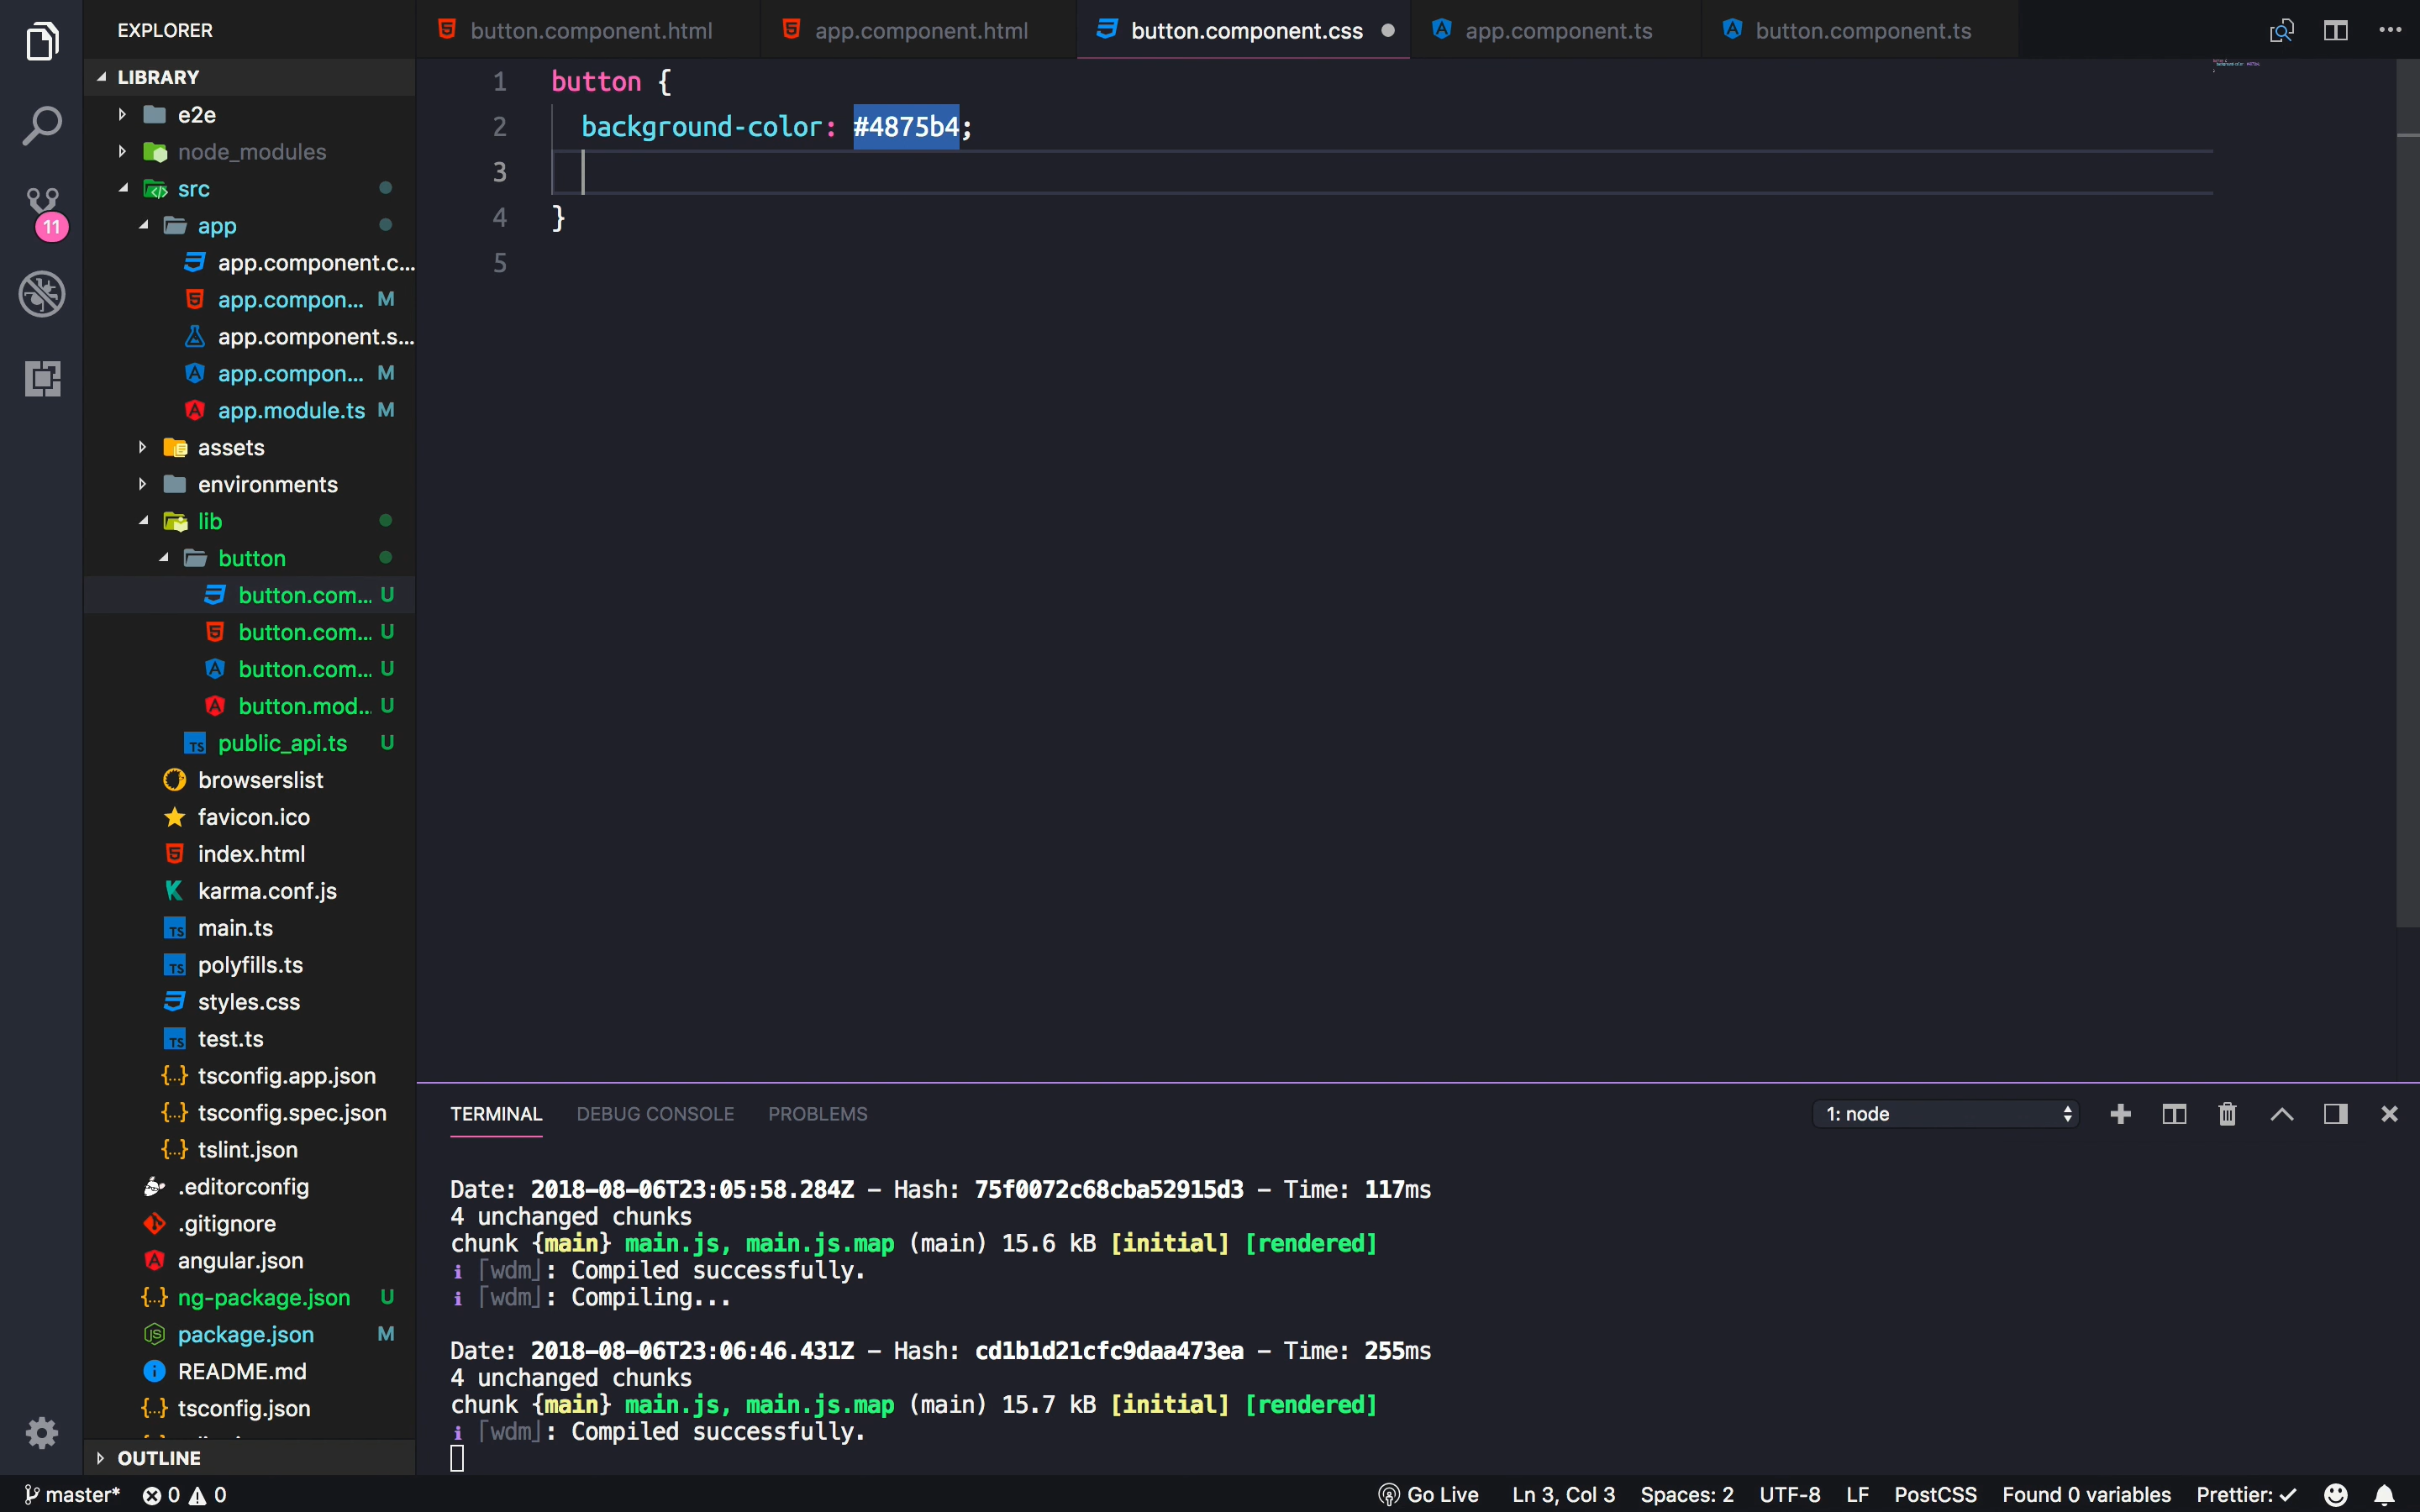 EXPLORER
LIBRARY
e2e
node_modules
src
app
app.component.c...
app.compon... M
app.component.s...
app.compon... M
app.module.ts M
assets
environments
lib
button
button.com... U
button.com... U
button.com... U
button.mod... U
public_api.ts U
browserslist
favicon.ico
index.html
karma.conf.js
main.ts
polyfills.ts
styles.css
test.ts
tsconfig.app.json
tsconfig.spec.json
tslint.json
.editorconfig
.gitignore
angular.json
ng-package.json U
package.json M
README.md
tsconfig.json
OUTLINE
11
button.component.html app.component.html button.component.css app.component.ts button.component.ts
1 button {
2 background-color: #4875b4;
3
4 }
5
TERMINAL DEBUG CONSOLE PROBLEMS 1: node
Date: 2018-08-06T23:05:58.284Z - Hash: 75f0072c68cba52915d3 - Time: 117ms
4 unchanged chunks
chunk {main} main.js, main.js.map (main) 15.6 kB [initial] [rendered]
ℹ ｢wdm｣: Compiled successfully.
ℹ ｢wdm｣: Compiling...
Date: 2018-08-06T23:06:46.431Z - Hash: cd1b1d21cfc9daa473ea - Time: 255ms
4 unchanged chunks
chunk {main} main.js, main.js.map (main) 15.7 kB [initial] [rendered]
ℹ ｢wdm｣: Compiled successfully.
master* 0 0 Go Live Ln 3, Col 3 Spaces: 2 UTF-8 LF PostCSS Found 0 variables Prettier: ✓